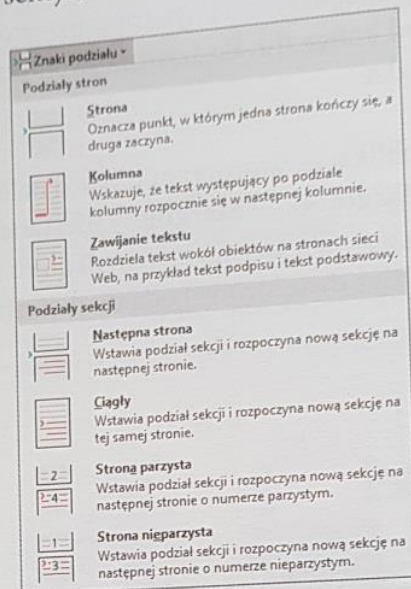 Znaki podziału
Podziały stron
Strona
Oznacza punkt, w którym jedna strona kończy się, a
druga zaczyna.
Kolumna
Wskazuje, że tekst występujący po podziale
kolumny rozpocznie się w następnej kolumnie.
Zawijanie tekstu
Rozdziela tekst wokół obiektów na stronach sieci
Web, na przykład tekst podpisu i tekst podstawowy.
Podziały sekcji
Następna strona
Wstawia podział sekcji i rozpoczyna nową sekcję na
następnej stronie.
Ciągły
Wstawia podział sekcji i rozpoczyna nową sekcję na
tej samej stronie.
2
4
Strona parzysta
Wstawia podział sekcji i rozpoczyna nową sekcję na
następnej stronie o numerze parzystym.
1
3
Strona nieparzysta
Wstawia podział sekcji i rozpoczyna nową sekcję na
następnej stronie o numerze nieparzystym.